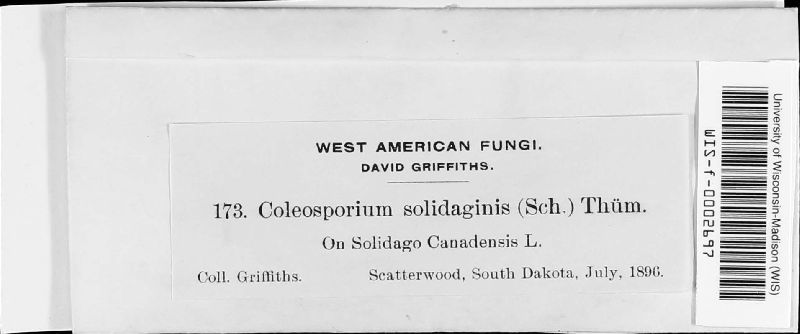 WEST AMERICAN FUNGI.
DAVID GRIFFITHS.
173. Coleosporium solidaginis (Sch.) Thüm.
On Solidago Canadensis L.
Coll. Griffiths. Scatterwood, South Dakota, July, 1896.
University of Wisconsin-Madison (WIS)
WIS-f-0002697